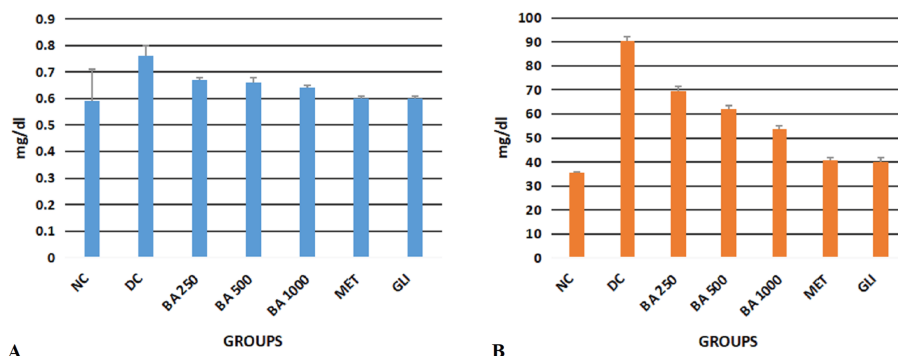 0.9
0.8
0.7
0.6
0.5
0.4
0.3
0.2
0.1
0
mg/dl
NC
DC
BA 250
BA 500
BA 1000
MET
GLI
GROUPS
A
100
90
80
70
60
50
40
30
20
10
0
mg/dl
NC
DC
BA 250
BA 500
BA 1000
MET
GLI
GROUPS
B